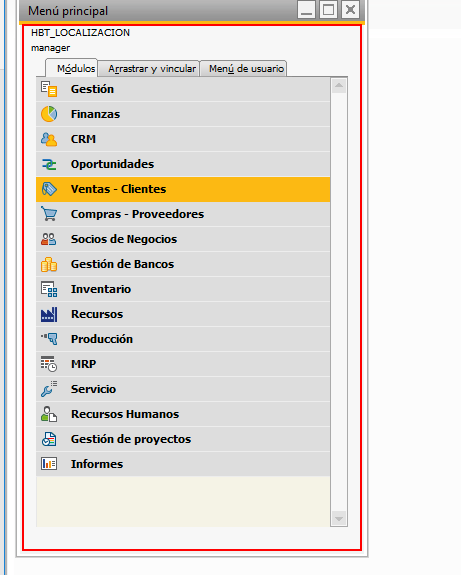 Menú principal
HBT_LOCALIZACION
manager
Módulos Arrastrar y vincular Menú de usuario
Gestión
Finanzas
CRM
Oportunidades
Ventas - Clientes
Compras - Proveedores
Socios de Negocios
Gestión de Bancos
Inventario
Recursos
Producción
MRP
Servicio
Recursos Humanos
Gestión de proyectos
Informes